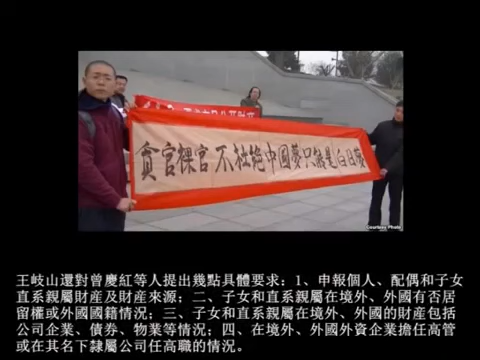 貪官裸官不杜绝中国夢只能是白日夢
Courtesy Photo
王岐山還對曾慶紅等人提出幾點具體要求：1、申報個人、配偶和子女
直系親屬財產及財產來源；二、子女和直系親屬在境外、外國有否居
留權或外國國籍情況；三、子女和直系親屬在境外、外國的財產包括
公司企業、債券、物業等情況；四、在境外、外國外資企業擔任高管
或在其名下隸屬公司任高職的情況。